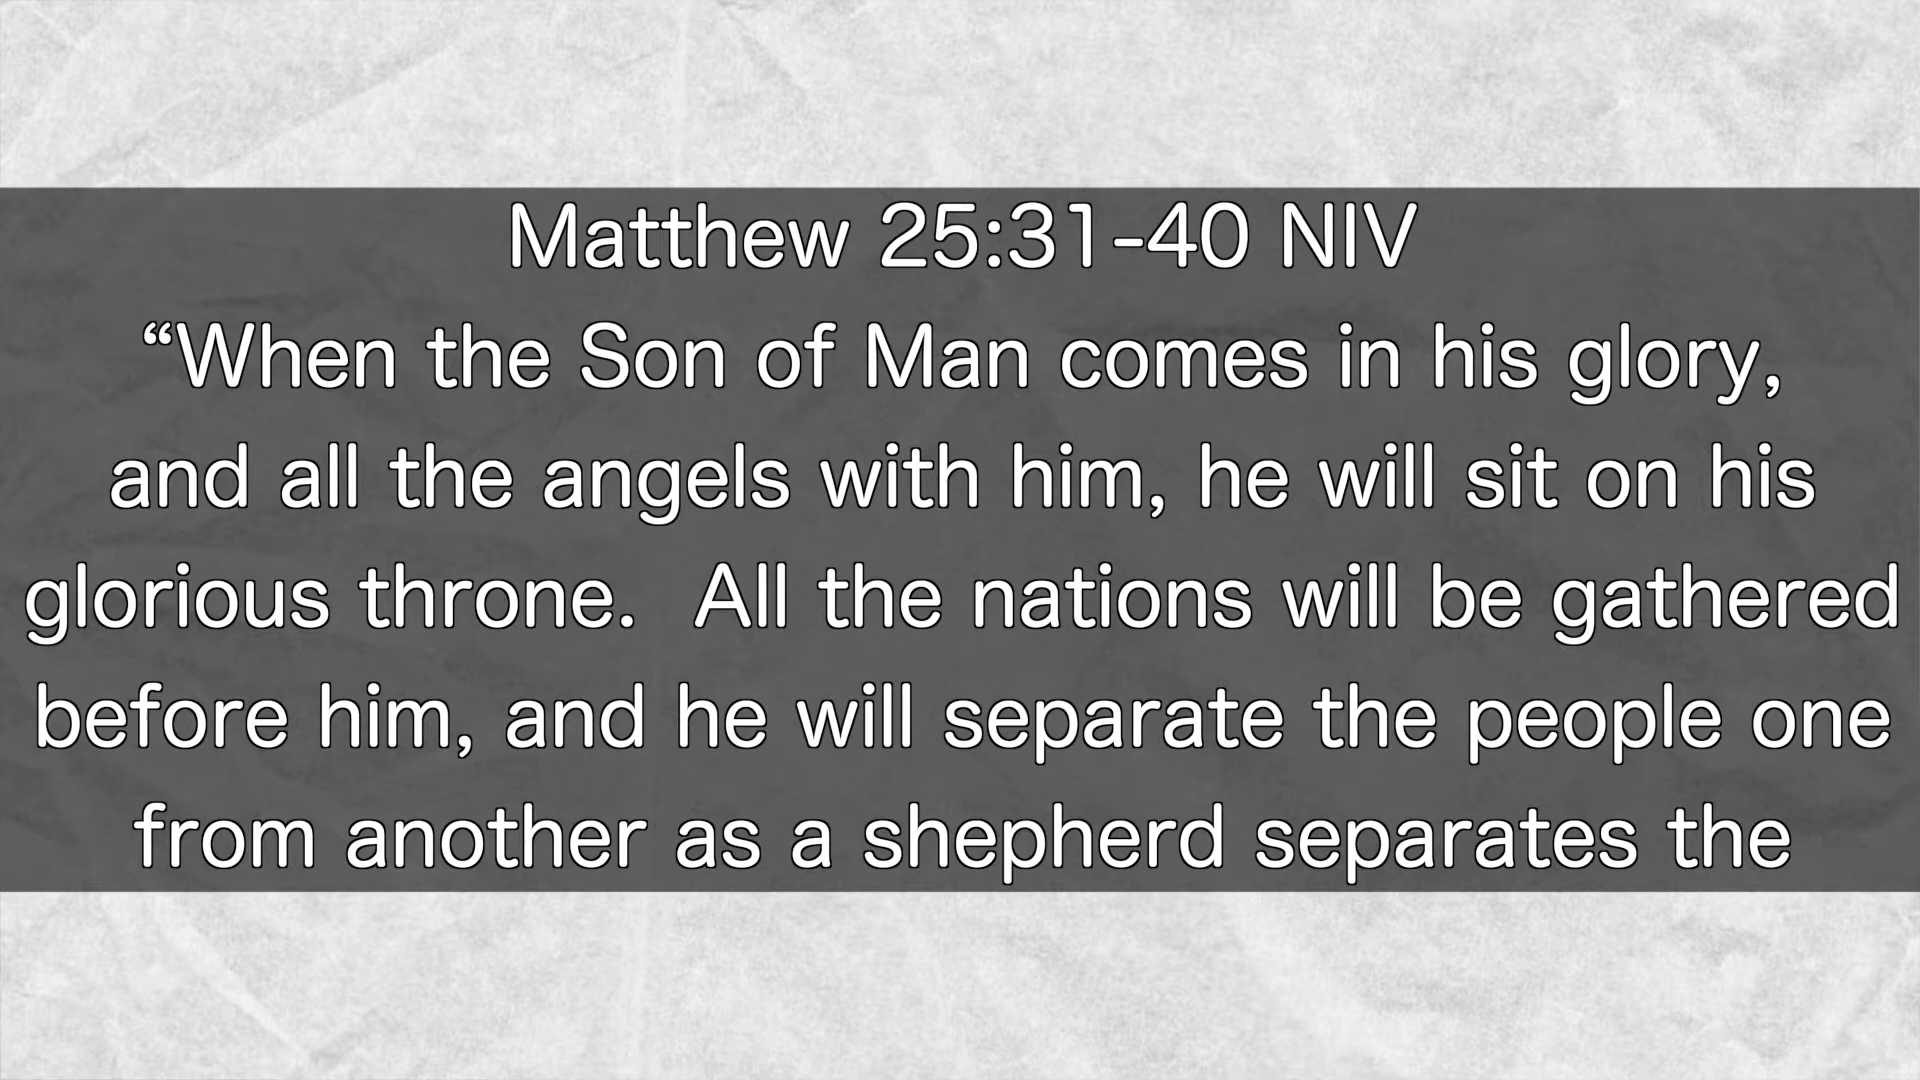 Matthew 25:31-40 NIV
“When the Son of Man comes in his glory,
and all the angels with him, he will sit on his
glorious throne.  All the nations will be gathered
before him, and he will separate the people one
from another as a shepherd separates the